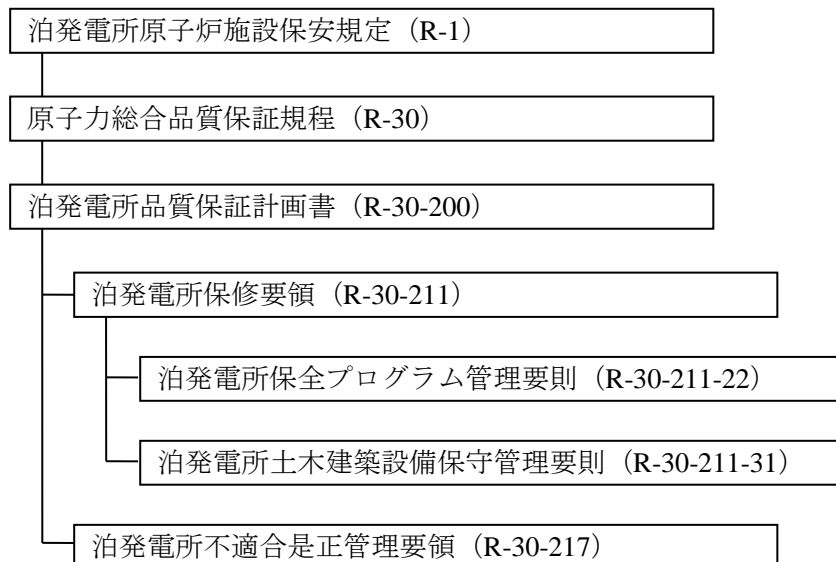 泊発電所原子炉施設保安規定（R-1）
原子力総合品質保証規程（R-30）
泊発電所品質保証計画書（R-30-200）
泊発電所保修要領（R-30-211）
泊発電所保全プログラム管理要則（R-30-211-22）
泊発電所土木建築設備保守管理要則（R-30-211-31）
泊発電所不適合是正管理要領（R-30-217）